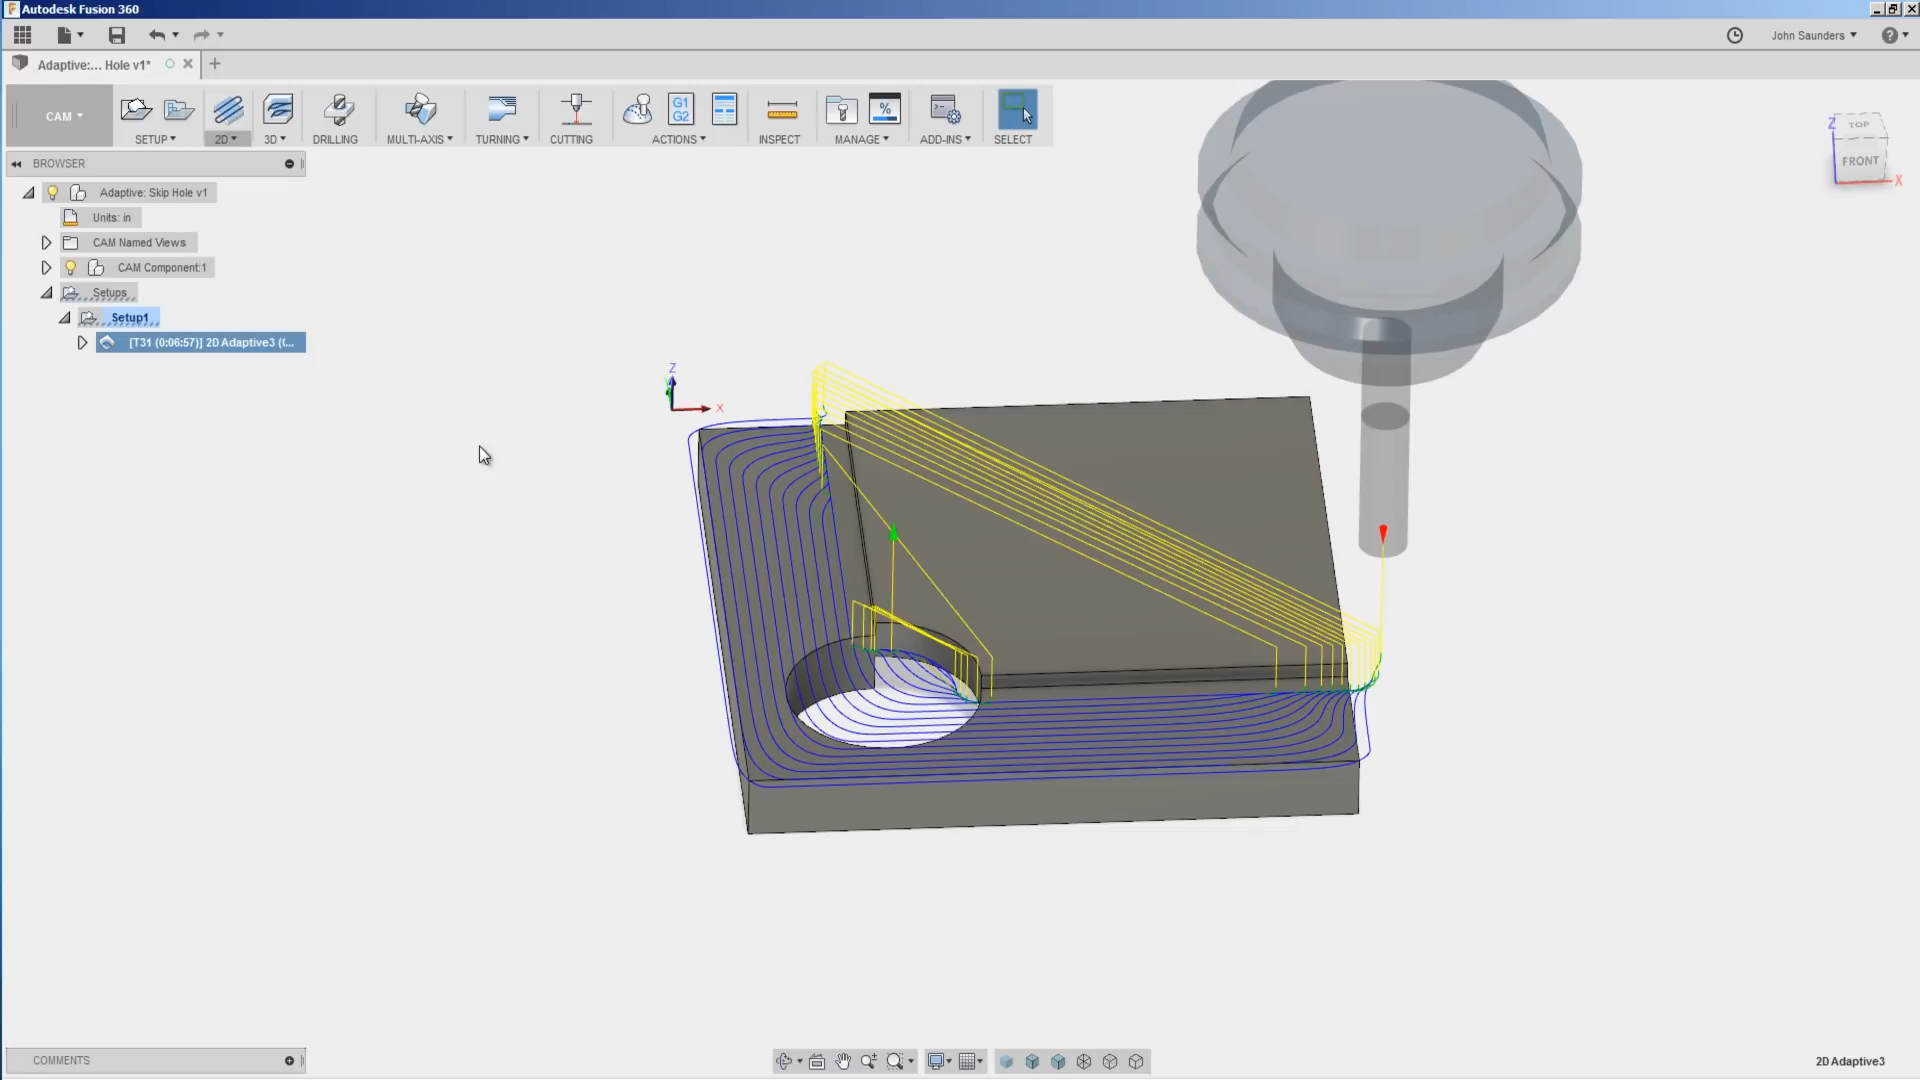 Autodesk Fusion 360
John Saunders
Adaptive:... Hole v1*
CAM
G1
G2
%
SETUP
2D
3D
DRILLING
MULTI-AXIS
TURNING
CUTTING
ACTIONS
INSPECT
MANAGE
ADD-INS
SELECT
BROWSER
Adaptive: Skip Hole v1
Units: in
CAM Named Views
CAM Component:1
Setups
Setup1
[T31 (0:06:57)] 2D Adaptive3 ((...
Z
X
Z
TOP
FRONT
X
COMMENTS
2D Adaptive3